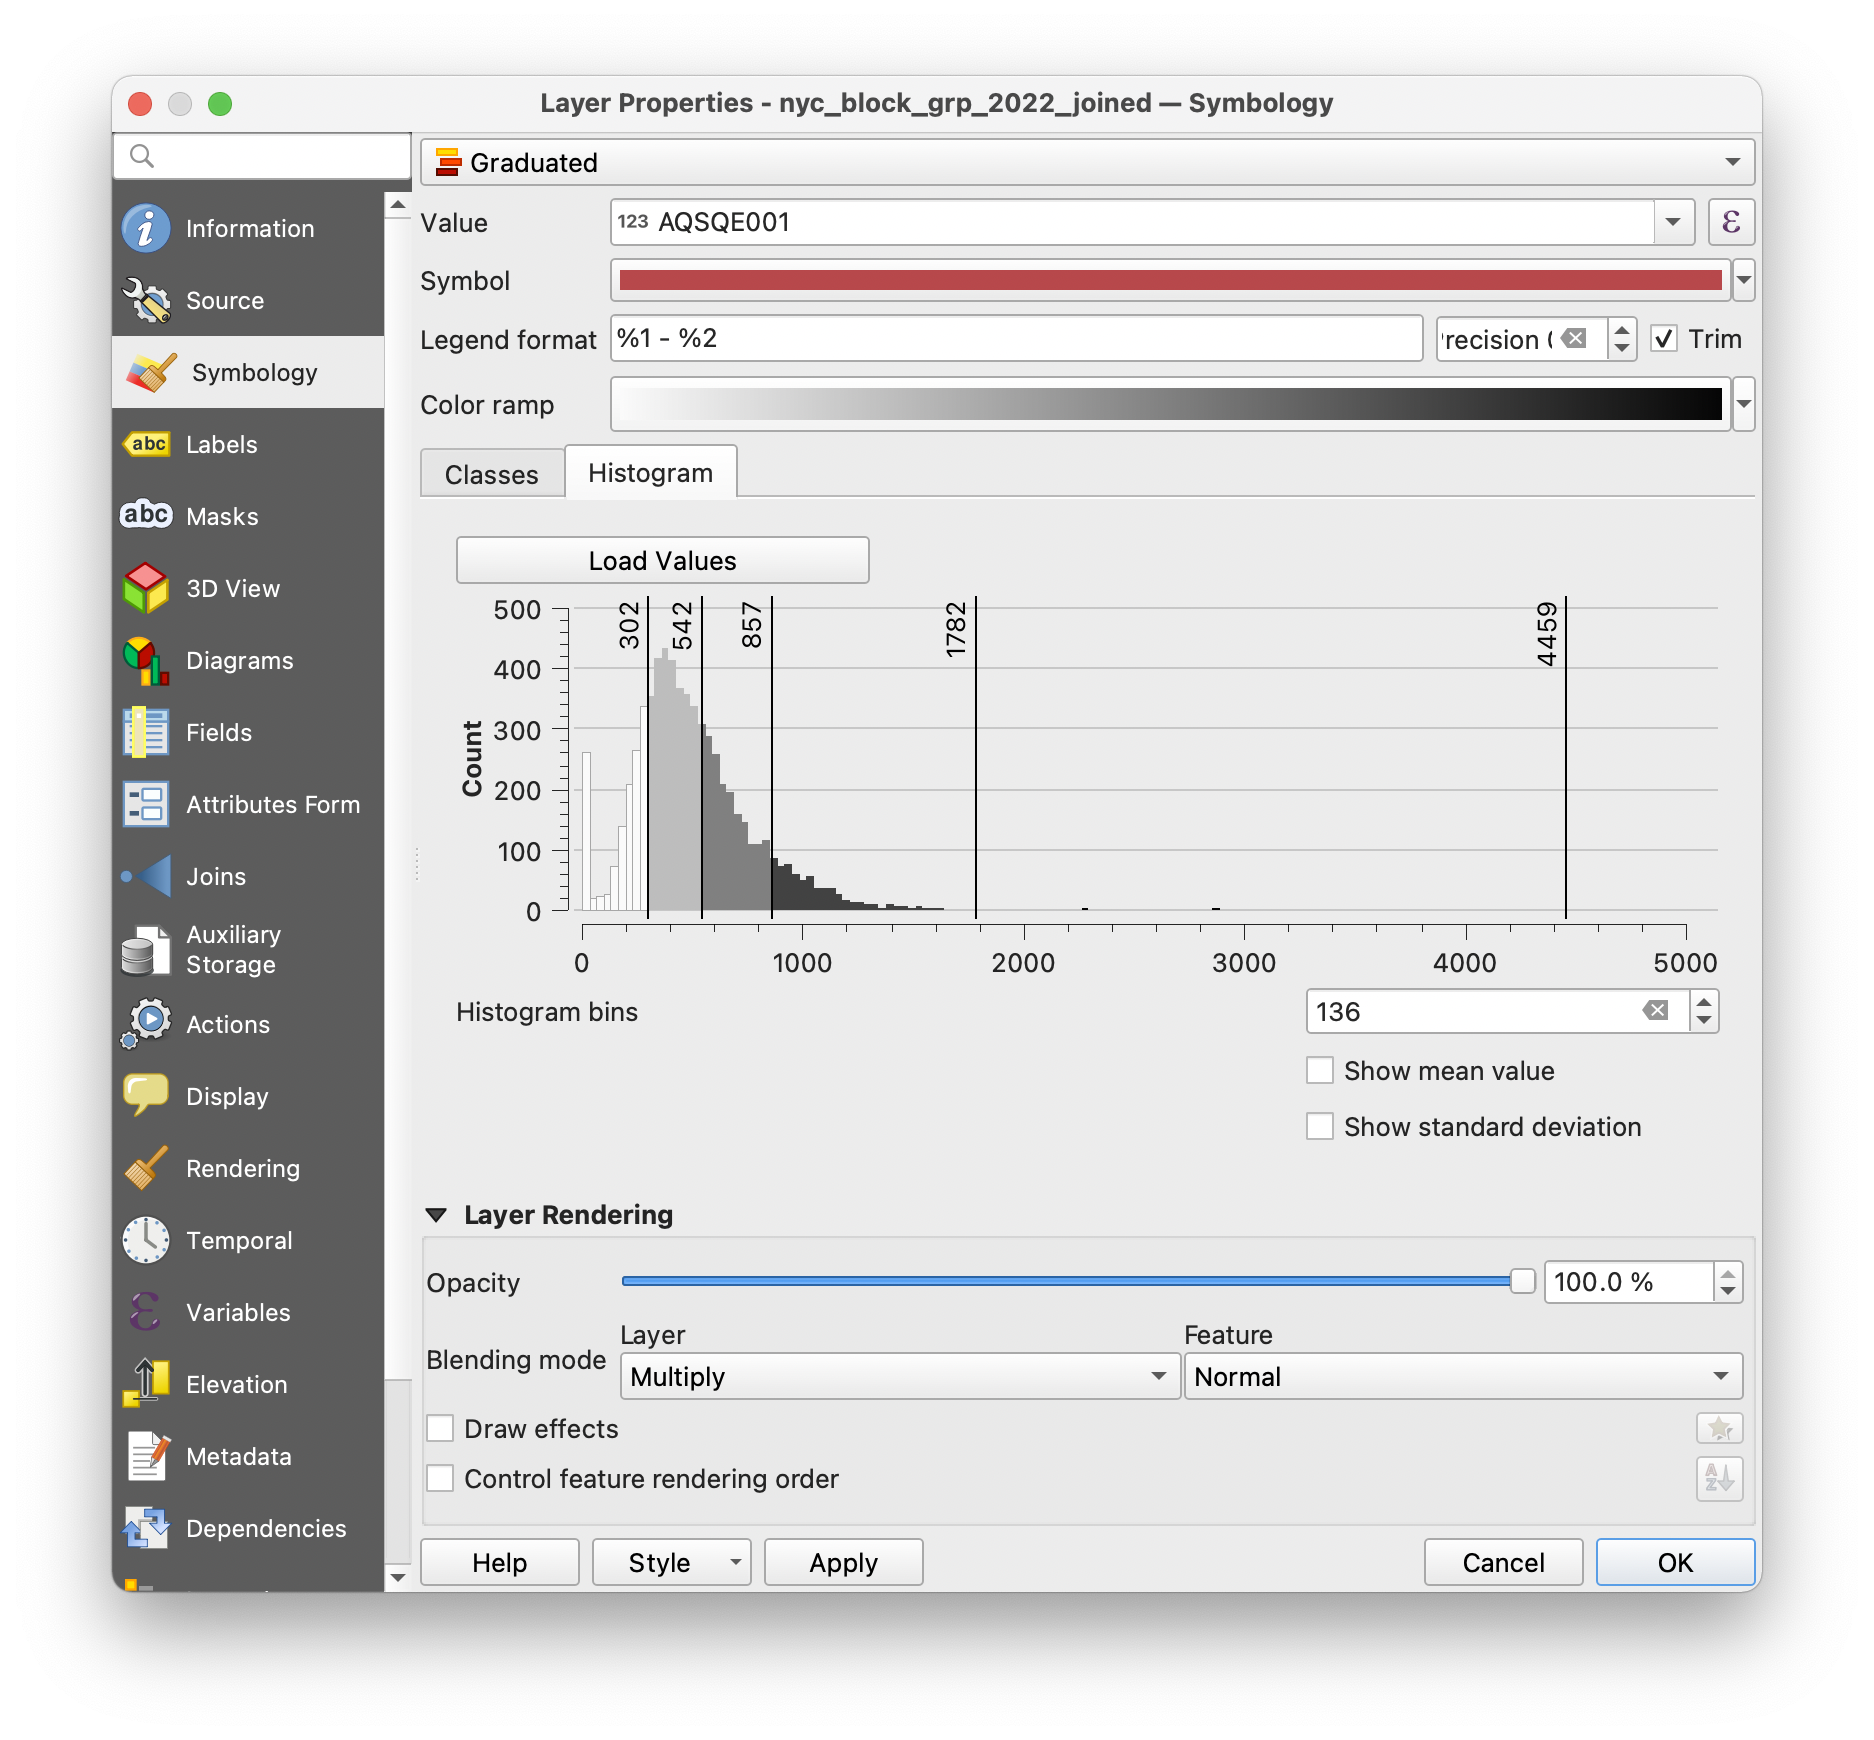 Layer Properties - nyc_block_grp_2022_joined — Symbology
Information
Source
Symbology
abc Labels
abc Masks
3D View
Diagrams
Fields
Attributes Form
Joins
Auxiliary
Storage
Actions
Display
Rendering
Temporal
ε Variables
Elevation
Metadata
Dependencies
Graduated
Value 123 AQSQE001 ε
Symbol
Legend format %1 - %2 recision Trim
Color ramp
Classes Histogram
Load Values
302 542 857 1782 4459
500
400
300
200
100
0
Count
0 1000 2000 3000 4000 5000
Histogram bins 136
Show mean value
Show standard deviation
Layer Rendering
Opacity 100.0 %
Layer Feature
Blending mode Multiply Normal
Draw effects
Control feature rendering order
Help Style Apply Cancel OK